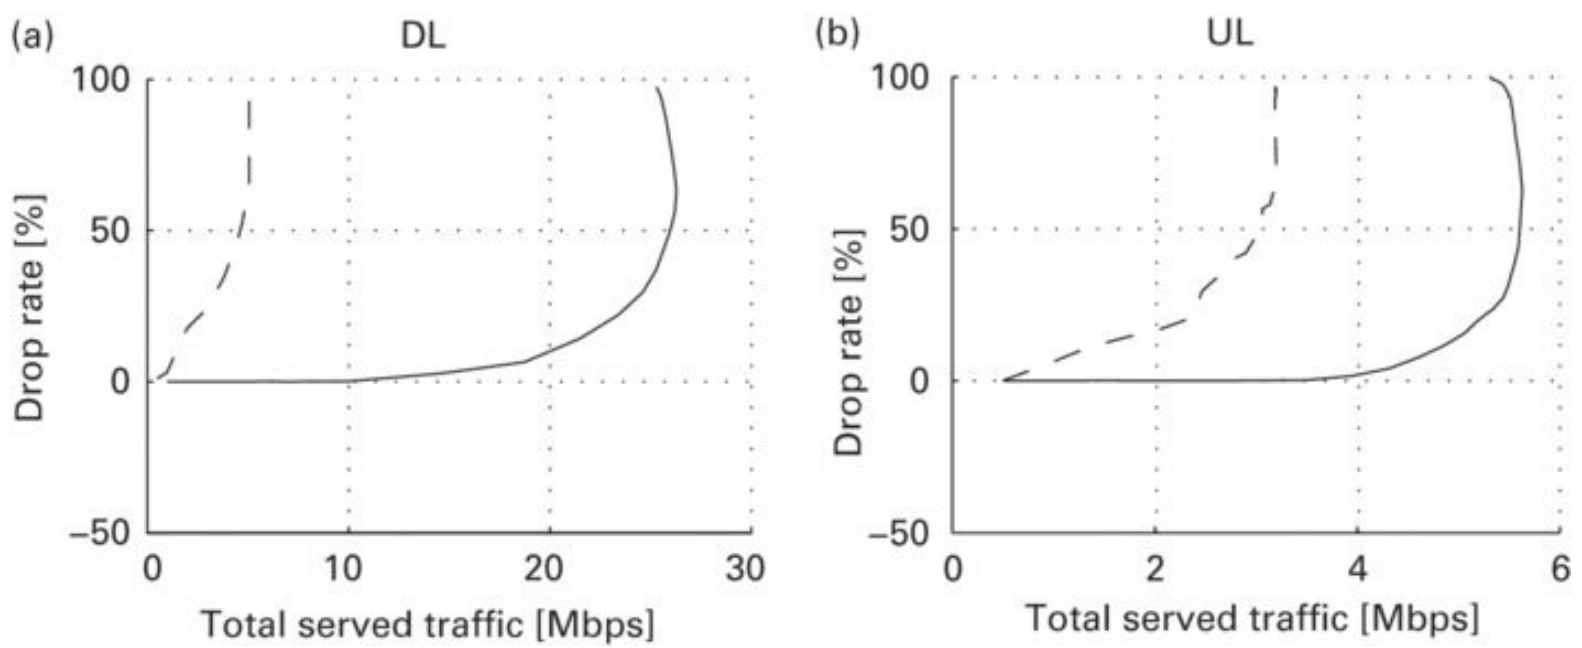 (a)
DL
100
50
0
–50
0 10 20 30
Drop rate [%]
Total served traffic [Mbps]
(b)
UL
100
50
0
–50
0 2 4 6
Drop rate [%]
Total served traffic [Mbps]